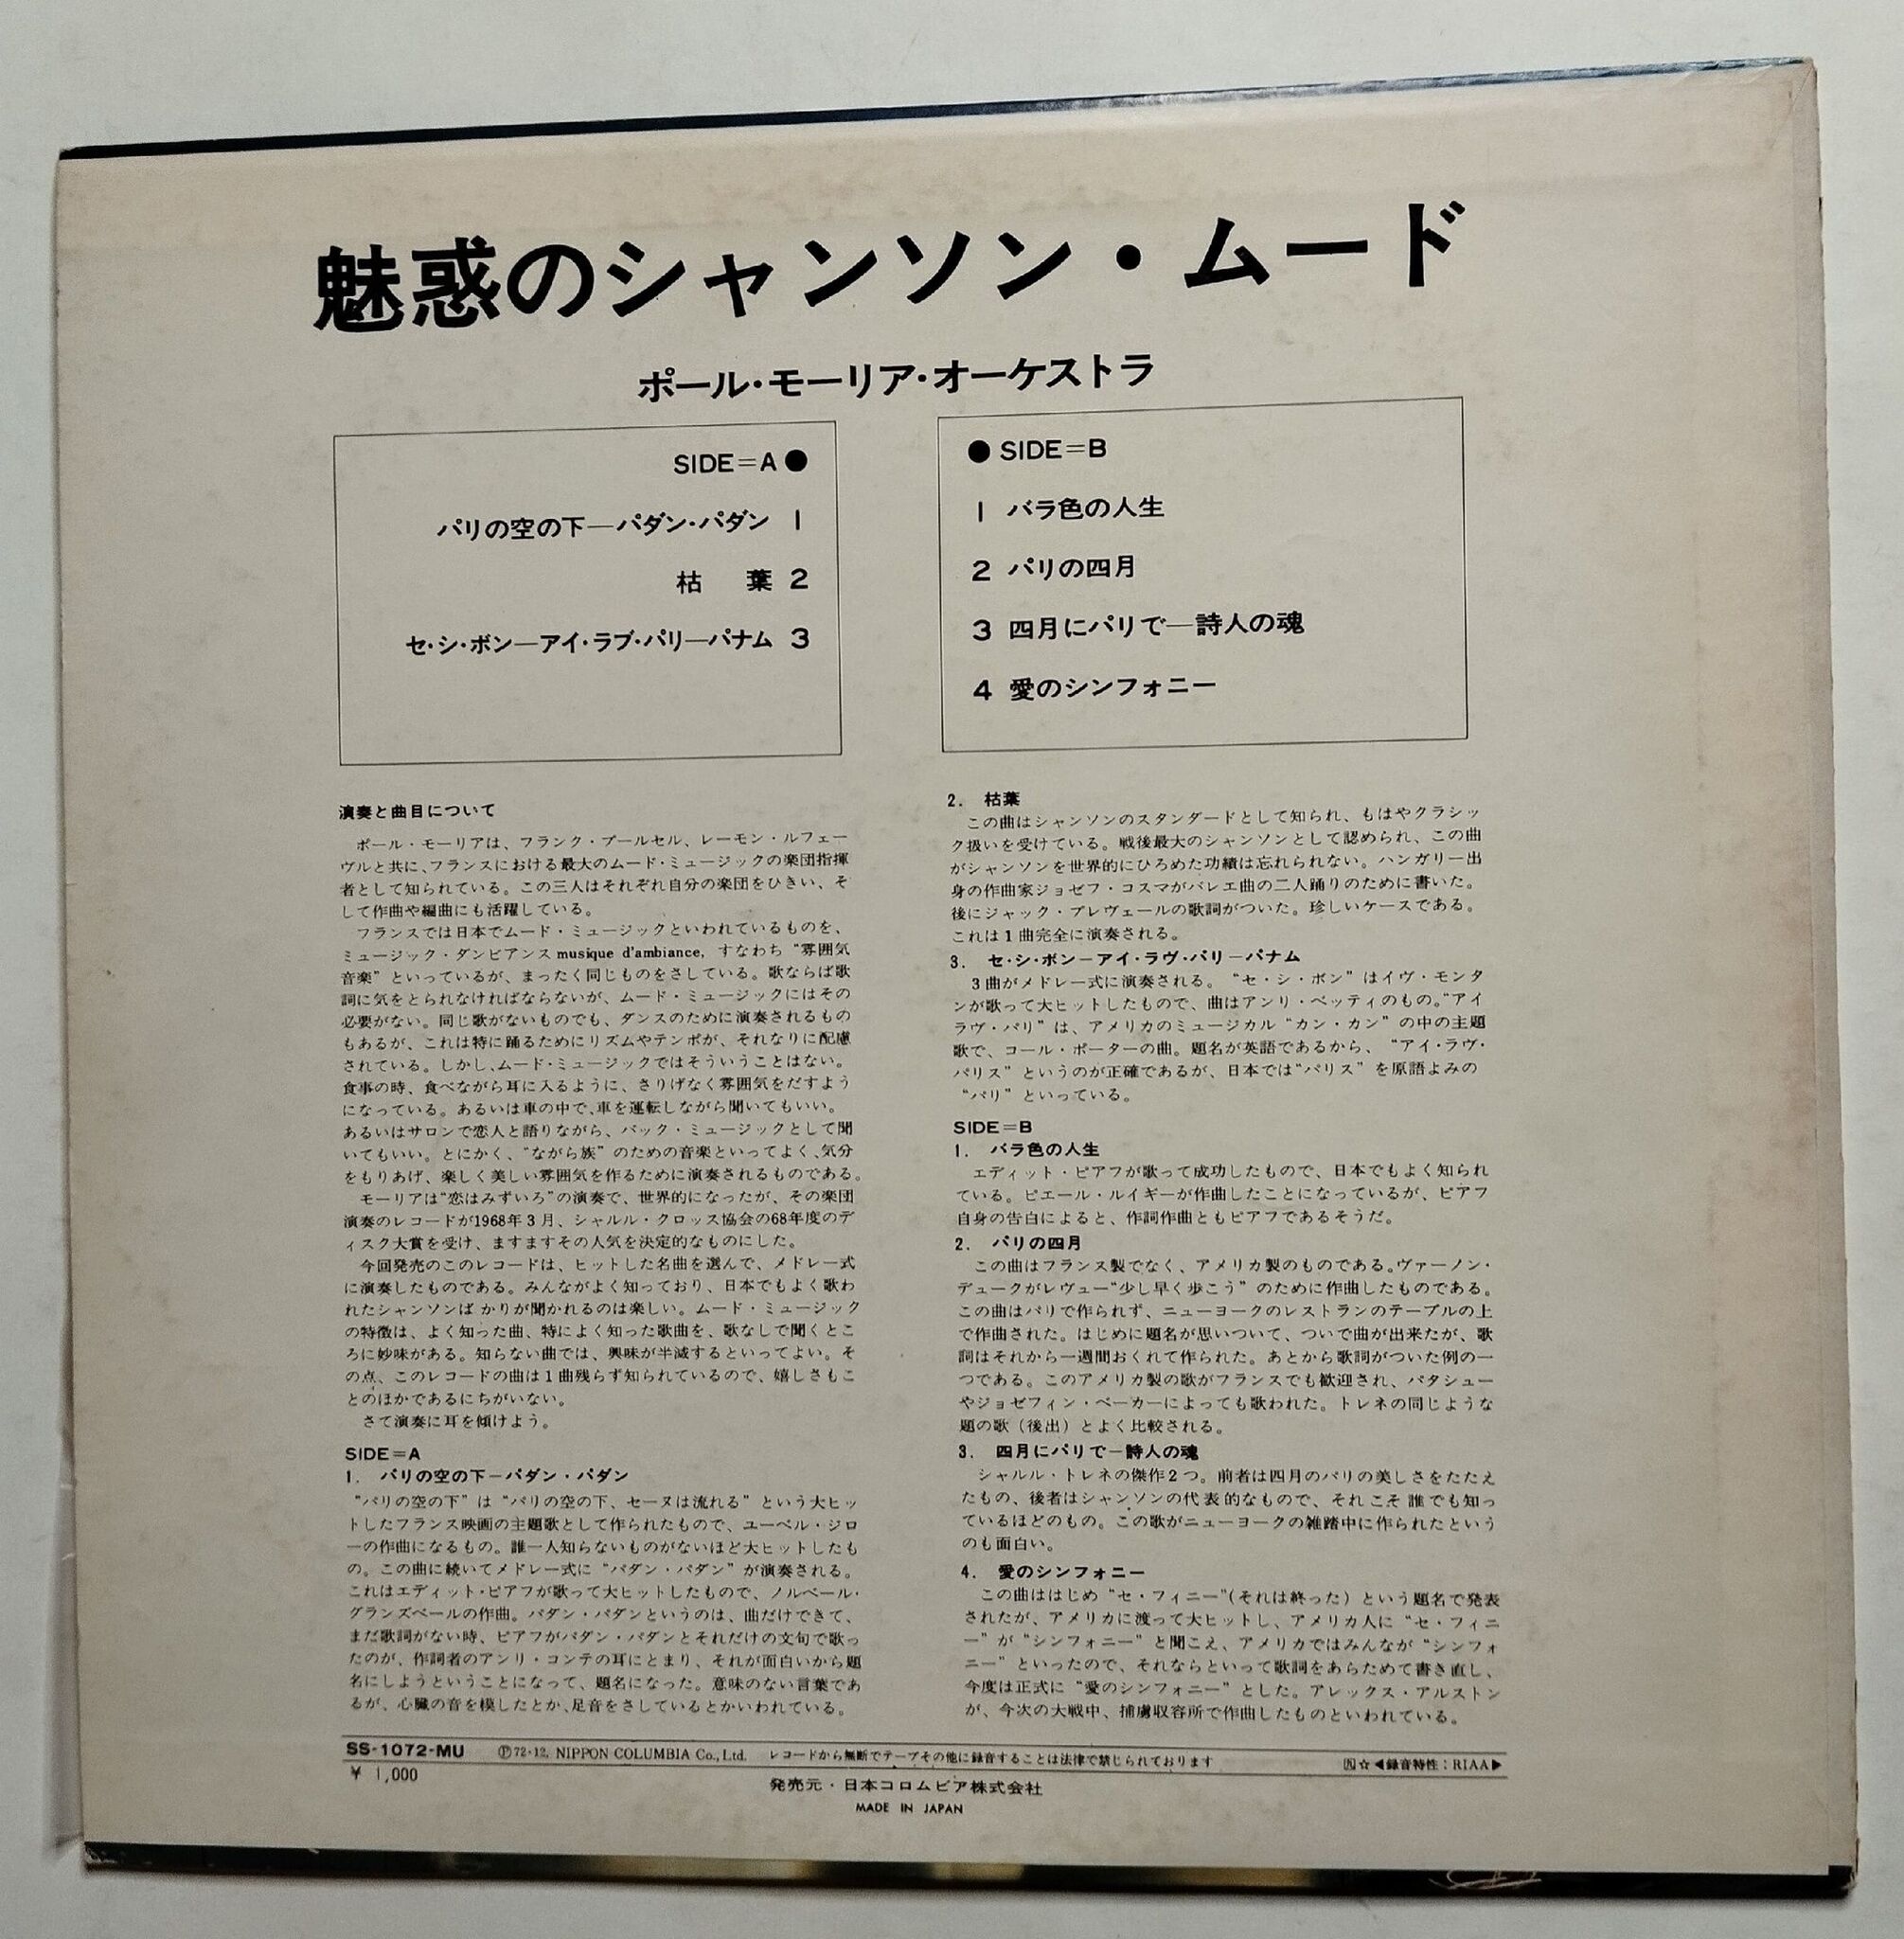 魅惑のシャンソン・ムード
ポール・モーリア・オーケストラ
SIDE=A ●
パリの空の下—パダン・パダン 1
枯 葉 2
セ・シ・ボン—アイ・ラブ・パリ—パナム 3
● SIDE=B
1 バラ色の人生
2 パリの四月
3 四月にパリで—詩人の魂
4 愛のシンフォニー
演奏と曲目について
ポール・モーリアは、フランク・プールセル、レーモン・ルフェー
ヴルと共に、フランスにおける最大のムード・ミュージックの楽団指揮
者として知られている。この三人はそれぞれ自分の楽団をひきい、そ
して作曲や編曲にも活躍している。
フランスでは日本でムード・ミュージックといわれているものを、
ミュージック・ダンビアンス musique d'ambiance, すなわち “雰囲気
音楽” といっているが、まったく同じものをさしている。歌ならば歌
詞に気をとられなければならないが、ムード・ミュージックにはその
必要がない。同じ歌がないものでも、ダンスのために演奏されるもの
もあるが、これは特に踊るためにリズムやテンポが、それなりに配慮
されている。しかし、ムード・ミュージックではそういうことはない。
食事の時、食べながら耳に入るように、さりげなく雰囲気をだすよう
になっている。あるいは車の中で、車を運転しながら聞いてもいい。
あるいはサロンで恋人と語りながら、バック・ミュージックとして聞
いてもいい。とにかく、“ながら族” のための音楽といってよく、気分
をもりあげ、楽しく美しい雰囲気を作るために演奏されるものである。
モーリアは“恋はみずいろ”の演奏で、世界的になったが、その楽団
演奏のレコードが1968年3月、シャルル・クロッス協会の68年度のデ
ィスク大賞を受け、ますますその人気を決定的なものにした。
今回発売のこのレコードは、ヒットした名曲を選んで、メドレー式
に演奏したものである。みんながよく知っており、日本でもよく歌わ
れたシャンソンばかりが聞かれるのは楽しい。ムード・ミュージック
の特徴は、よく知った曲、特によく知った歌曲を、歌なしで聞くとこ
ろに妙味がある。知らない曲では、興味が半減するといってよい。そ
の点、このレコードの曲は1曲残らず知られているので、嬉しさもこ
とのほかであるにちがいない。
さて演奏に耳を傾けよう。
SIDE=A
1. パリの空の下—パダン・パダン
“パリの空の下” は “パリの空の下、セーヌは流れる” という大ヒッ
トしたフランス映画の主題歌として作られたもので、ユーベル・ジロ
ーの作曲になるもの。誰一人知らないものがないほど大ヒットしたも
の。この曲に続いてメドレー式に “パダン・パダン” が演奏される。
これはエディット・ピアフが歌って大ヒットしたもので、ノルベール・
グランズベールの作曲。パダン・パダンというのは、曲だけできて、
まだ歌詞がない時、ピアフがパダン・パダンとそれだけの文句で歌っ
たのが、作詞者のアンリ・コンテの耳にとまり、それが面白いから題
名にしようということになって、題名になった。意味のない言葉であ
るが、心臓の音を模したとか、足音をさしているとかいわれている。
2. 枯葉
この曲はシャンソンのスタンダードとして知られ、もはやクラシッ
ク扱いを受けている。戦後最大のシャンソンとして認められ、この曲
がシャンソンを世界的にひろめた功績は忘れられない。ハンガリー出
身の作曲家ジョゼフ・コスマがバレエ曲の二人踊りのために書いた。
後にジャック・プレヴェールの歌詞がついた。珍しいケースである。
これは1曲完全に演奏される。
3. セ・シ・ボン—アイ・ラヴ・パリ—パナム
3曲がメドレー式に演奏される。 “セ・シ・ボン” はイヴ・モンタ
ンが歌って大ヒットしたもので、曲はアンリ・ベッティのもの。“アイ
ラヴ・パリ” は、アメリカのミュージカル “カン・カン” の中の主題
歌で、コール・ポーターの曲。題名が英語であるから、 “アイ・ラヴ・
パリス” というのが正確であるが、日本では“パリス” を原語よみの
“パリ” といっている。
SIDE=B
1. バラ色の人生
エディット・ピアフが歌って成功したもので、日本でもよく知られ
ている。ピエール・ルイギーが作曲したことになっているが、ピアフ
自身の告白によると、作詞作曲ともピアフであるそうだ。
2. パリの四月
この曲はフランス製でなく、アメリカ製のものである。ヴァーノン・
デュークがレヴュー“少し早く歩こう” のために作曲したものである。
この曲はパリで作られず、ニューヨークのレストランのテーブルの上
で作曲された。はじめに題名が思いついて、ついで曲が出来たが、歌
詞はそれから一週間おくれて作られた。あとから歌詞がついた例の一
つである。このアメリカ製の歌がフランスでも歓迎され、パタシュー
やジョゼフィン・ベーカーによっても歌われた。トレネの同じような
題の歌（後出）とよく比較される。
3. 四月にパリで—詩人の魂
シャルル・トレネの傑作2つ。前者は四月のパリの美しさをたたえ
たもの、後者はシャンソンの代表的なもので、それこそ誰でも知っ
ているほどのもの。この歌がニューヨークの雑踏中に作られたという
のも面白い。
4. 愛のシンフォニー
この曲ははじめ “セ・フィニー”（それは終った）という題名で発表
されたが、アメリカに渡って大ヒットし、アメリカ人に “セ・フィニ
ー” が “シンフォニー” と聞こえ、アメリカではみんなが “シンフォ
ニー” といったので、それならといって歌詞をあらためて書き直し、
今度は正式に “愛のシンフォニー” とした。アレックス・アルストン
が、今次の大戦中、捕虜収容所で作曲したものといわれている。
SS-1072-MU Ⓟ72・12, NIPPON COLUMBIA Co., Ltd. レコードから無断でテープその他に録音することは法律で禁じられております ☆◀録音特性：RIAA▶
￥ 1,000
発売元・日本コロムビア株式会社
MADE IN JAPAN